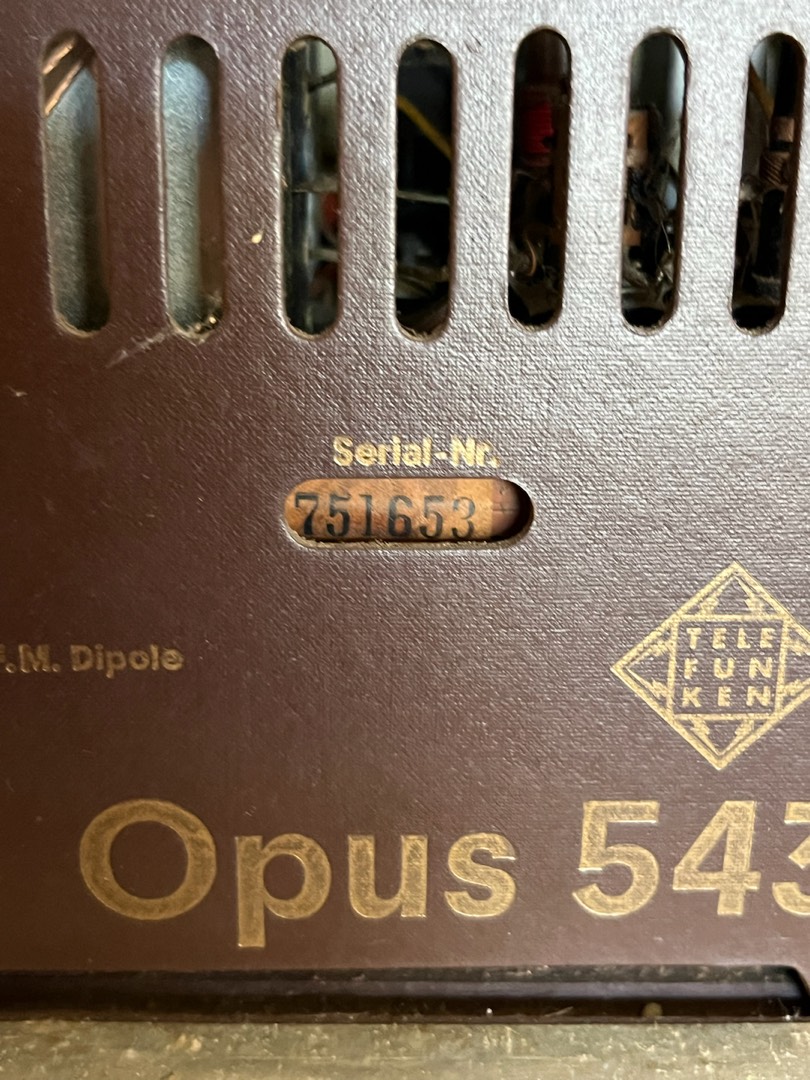 Serial-Nr.
751653
F.M. Dipole
TELE
FUN
KEN
Opus 543